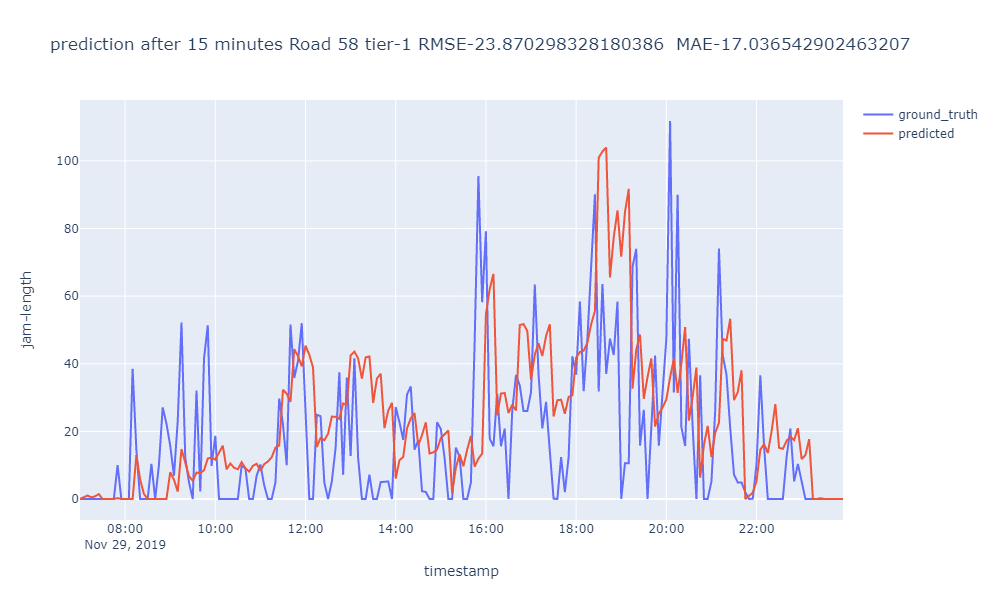 prediction after 15 minutes Road 58 tier-1 RMSE-23.870298328180386  MAE-17.036542902463207
ground_truth
predicted
100
80
60
40
20
0
jam-length
08:00 10:00 12:00 14:00 16:00 18:00 20:00 22:00
Nov 29, 2019
timestamp